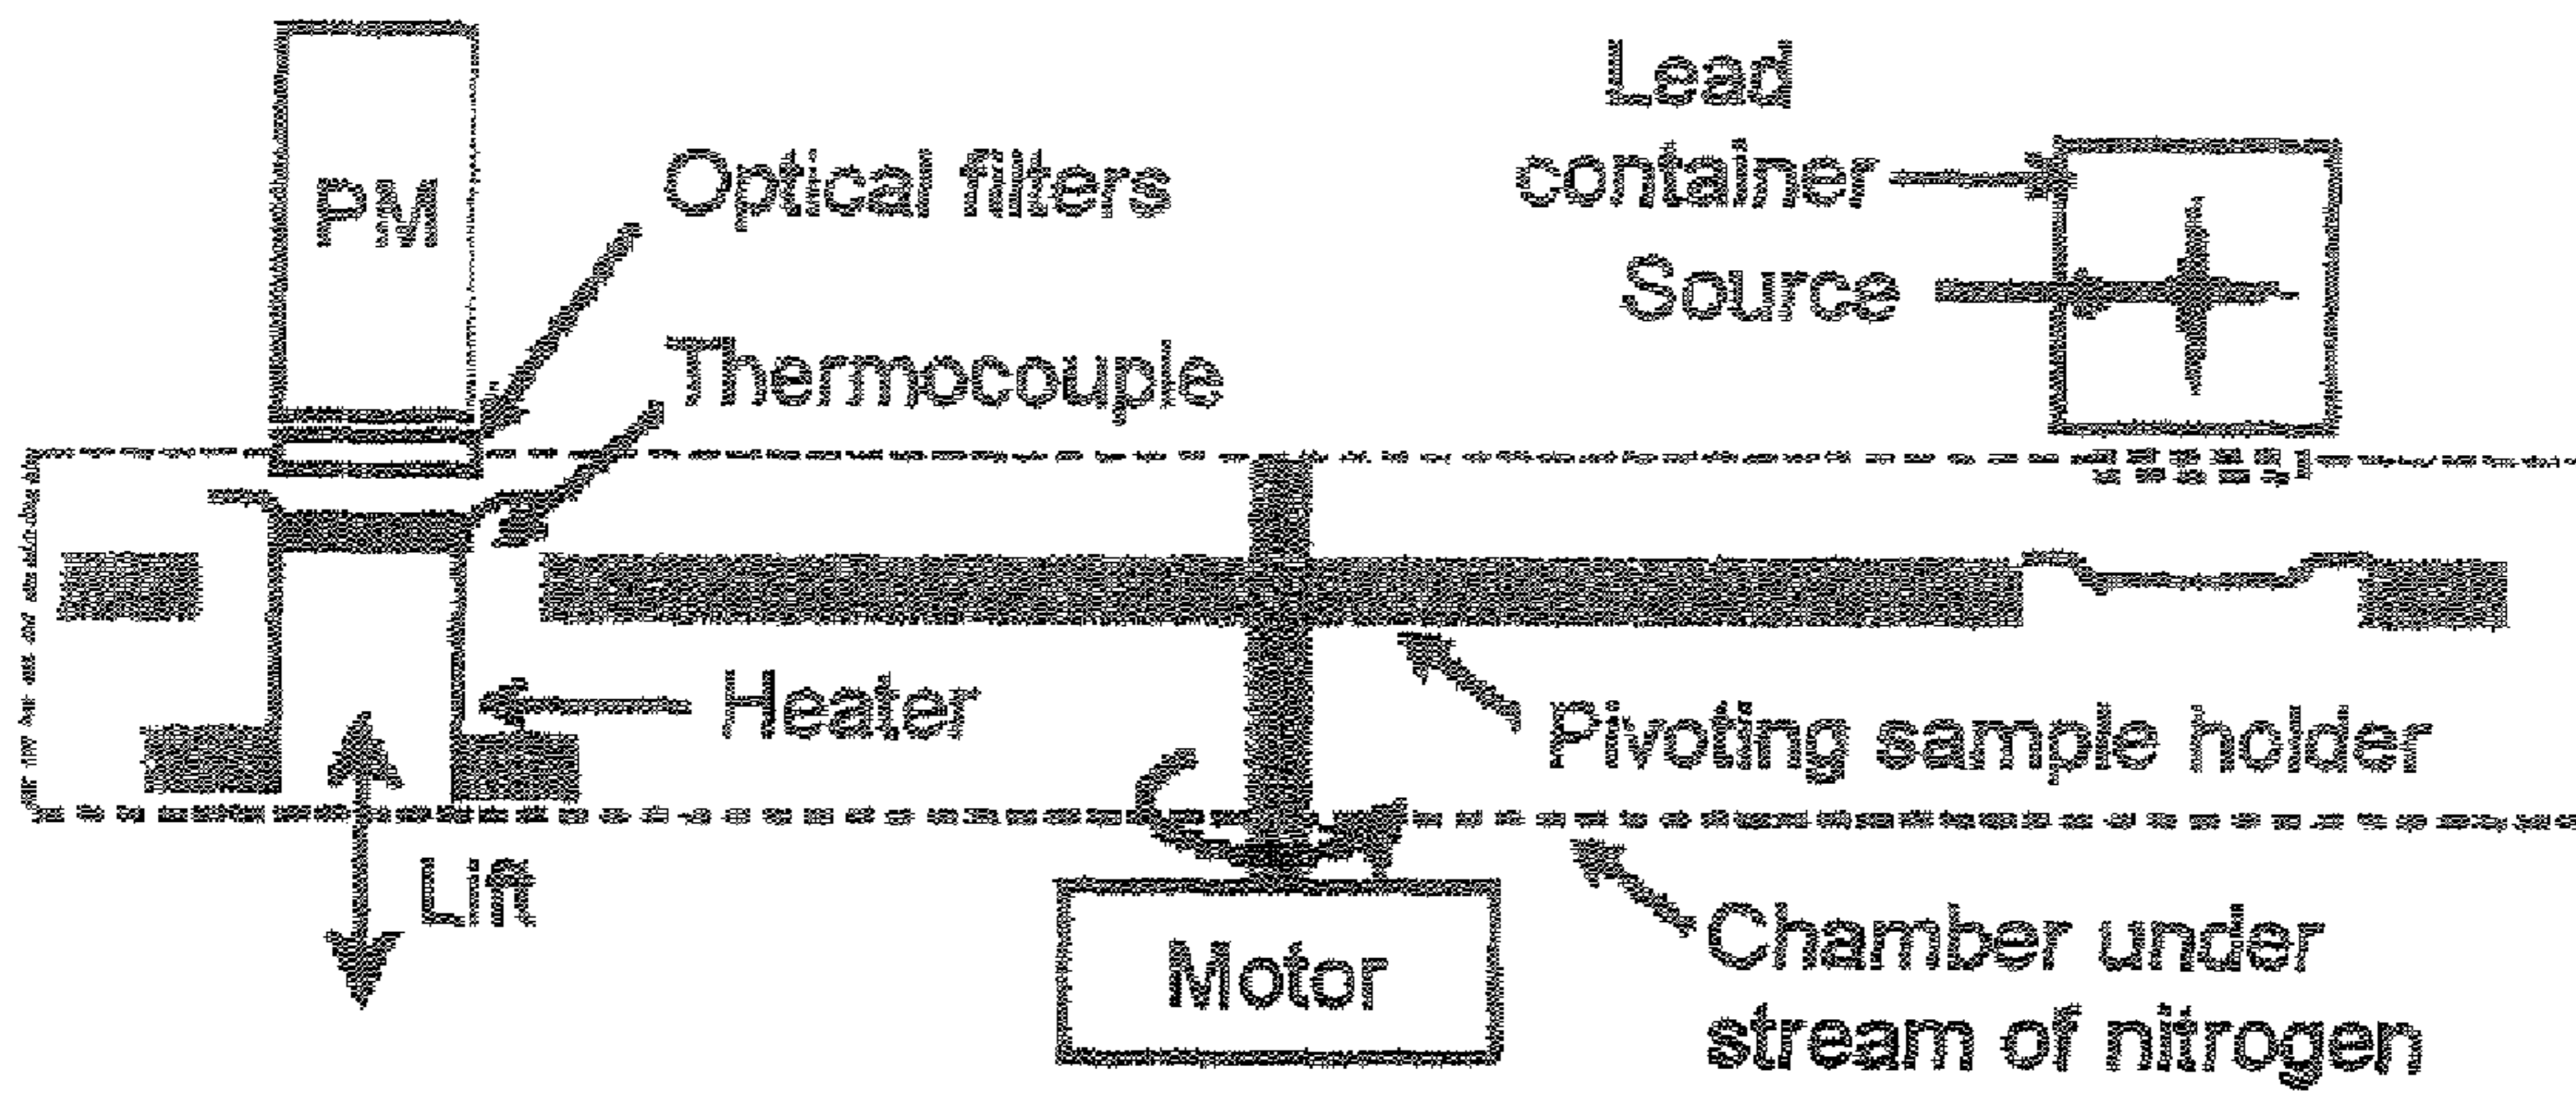 PM
Optical filters
Thermocouple
Lead
container
Source
Heater
Pivoting sample holder
Lift
Motor
Chamber under
stream of nitrogen